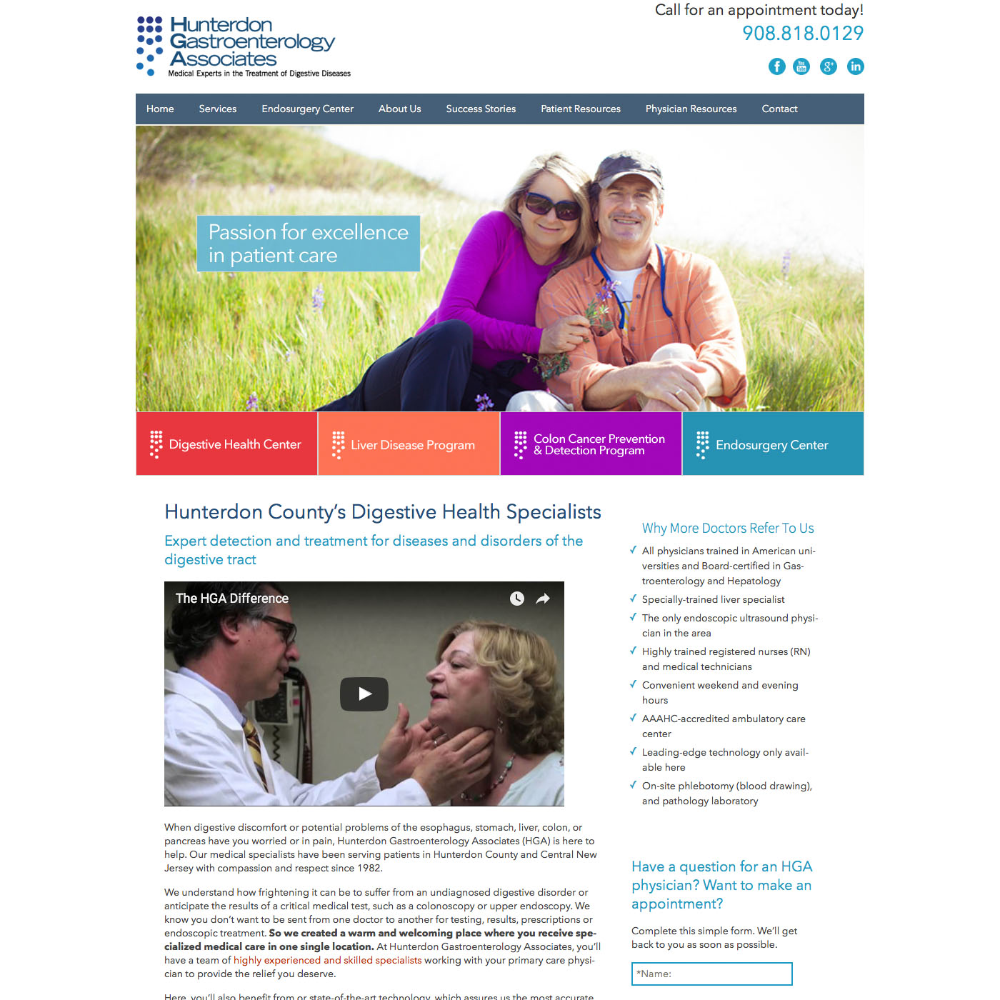 Hunterdon
Gastroenterology
Associates
Medical Experts in the Treatment of Digestive Diseases
Call for an appointment today!
908.818.0129
f
You
Tube
g+
in
Home Services Endosurgery Center About Us Success Stories Patient Resources Physician Resources Contact
Passion for excellence
in patient care
Digestive Health Center
Liver Disease Program
Colon Cancer Prevention
& Detection Program
Endosurgery Center
Hunterdon County’s Digestive Health Specialists
Expert detection and treatment for diseases and disorders of the
digestive tract
The HGA Difference
When digestive discomfort or potential problems of the esophagus, stomach, liver, colon, or
pancreas have you worried or in pain, Hunterdon Gastroenterology Associates (HGA) is here to
help. Our medical specialists have been serving patients in Hunterdon County and Central New
Jersey with compassion and respect since 1982.
We understand how frightening it can be to suffer from an undiagnosed digestive disorder or
anticipate the results of a critical medical test, such as a colonoscopy or upper endoscopy. We
know you don’t want to be sent from one doctor to another for testing, results, prescriptions or
endoscopic treatment. So we created a warm and welcoming place where you receive spe-
cialized medical care in one single location. At Hunterdon Gastroenterology Associates, you’ll
have a team of highly experienced and skilled specialists working with your primary care physi-
cian to provide the relief you deserve.
Here, you’ll also benefit from or state-of-the-art technology, which assures us the most accurate
Why More Doctors Refer To Us
All physicians trained in American uni-
versities and Board-certified in Gas-
troenterology and Hepatology
Specially-trained liver specialist
The only endoscopic ultrasound physi-
cian in the area
Highly trained registered nurses (RN)
and medical technicians
Convenient weekend and evening
hours
AAAHC-accredited ambulatory care
center
Leading-edge technology only avail-
able here
On-site phlebotomy (blood drawing),
and pathology laboratory
Have a question for an HGA
physician? Want to make an
appointment?
Complete this simple form. We’ll get
back to you as soon as possible.
*Name: